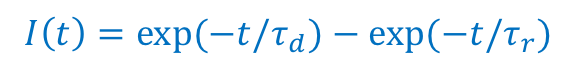 I(t) = exp(−t/τ_d) − exp(−t/τ_r)